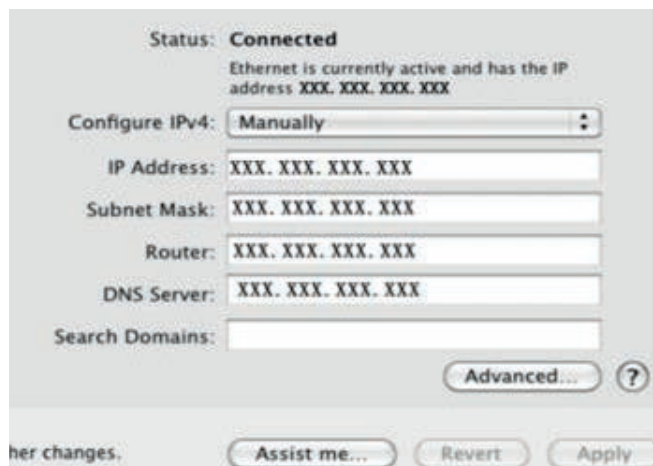 Status: Connected
Ethernet is currently active and has the IP
address XXX. XXX. XXX. XXX
Configure IPv4: Manually
IP Address: XXX. XXX. XXX. XXX
Subnet Mask: XXX. XXX. XXX. XXX
Router: XXX. XXX. XXX. XXX
DNS Server: XXX. XXX. XXX. XXX
Search Domains:
Advanced... ?
her changes. Assist me... Revert Apply